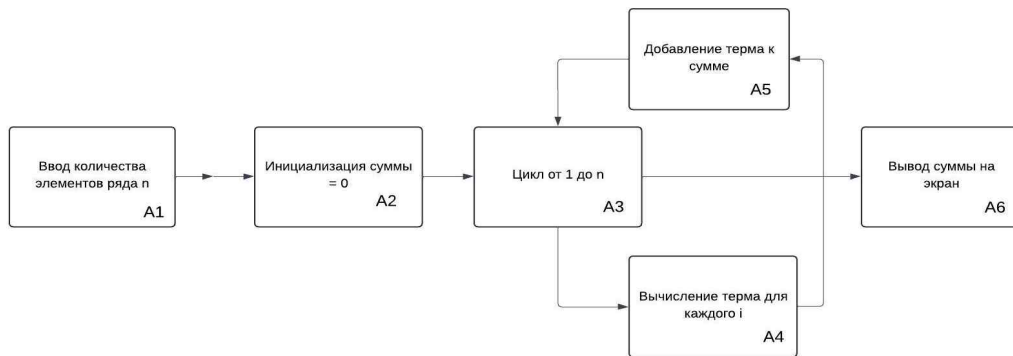 Ввод количества
элементов ряда n
A1
Инициализация суммы
= 0
A2
Цикл от 1 до n
A3
Вычисление терма для
каждого i
A4
Добавление терма к
сумме
A5
Вывод суммы на
экран
A6